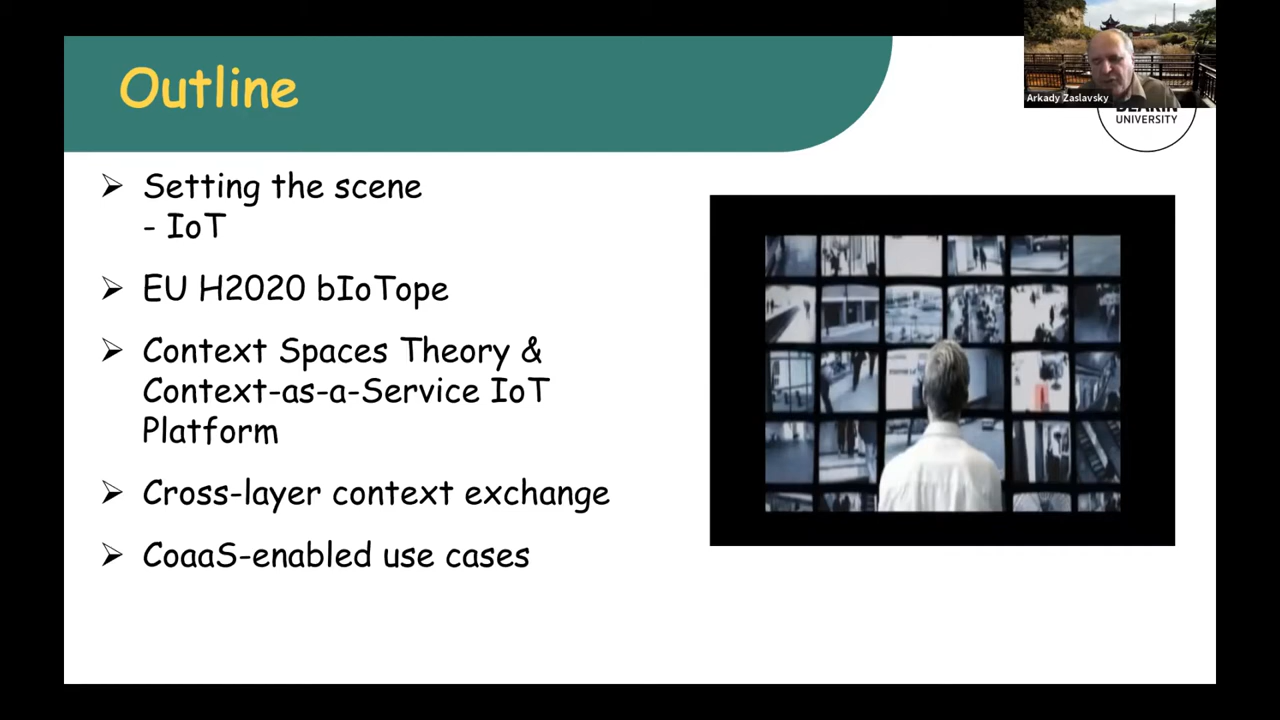 Outline
Arkady Zaslavsky
DEAKIN
UNIVERSITY
➢ Setting the scene
- IoT
➢ EU H2020 bIoTope
➢ Context Spaces Theory &
Context-as-a-Service IoT
Platform
➢ Cross-layer context exchange
➢ CoaaS-enabled use cases